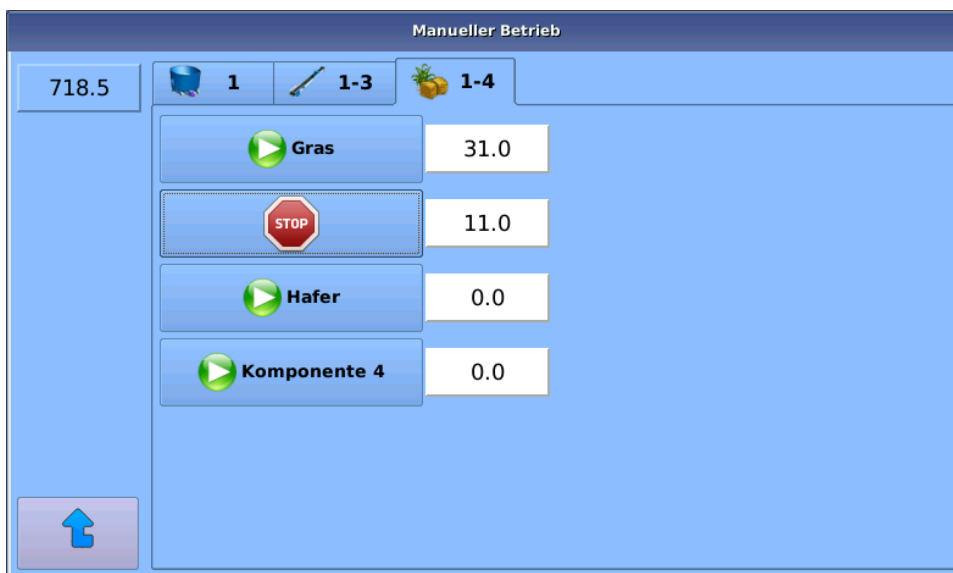 Manueller Betrieb
718.5
1
1-3
1-4
Gras
31.0
STOP
11.0
Hafer
0.0
Komponente 4
0.0